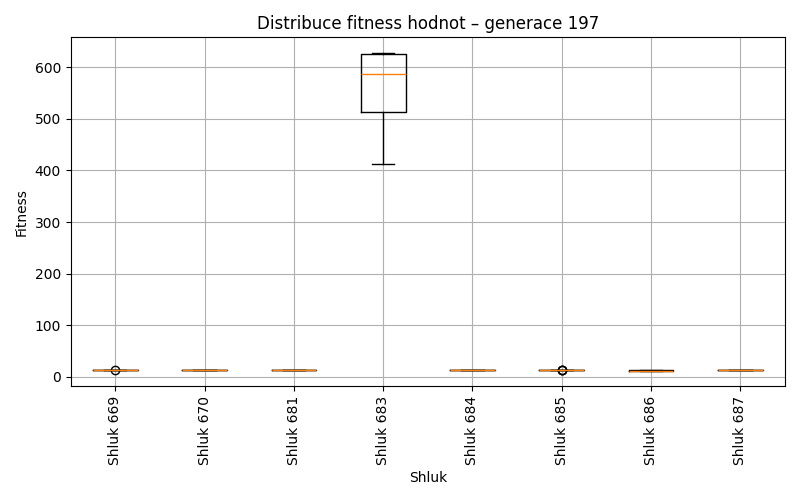 Distribuce fitness hodnot – generace 197
Fitness
600
500
400
300
200
100
0
Shluk 669
Shluk 670
Shluk 681
Shluk 683
Shluk 684
Shluk 685
Shluk 686
Shluk 687
Shluk